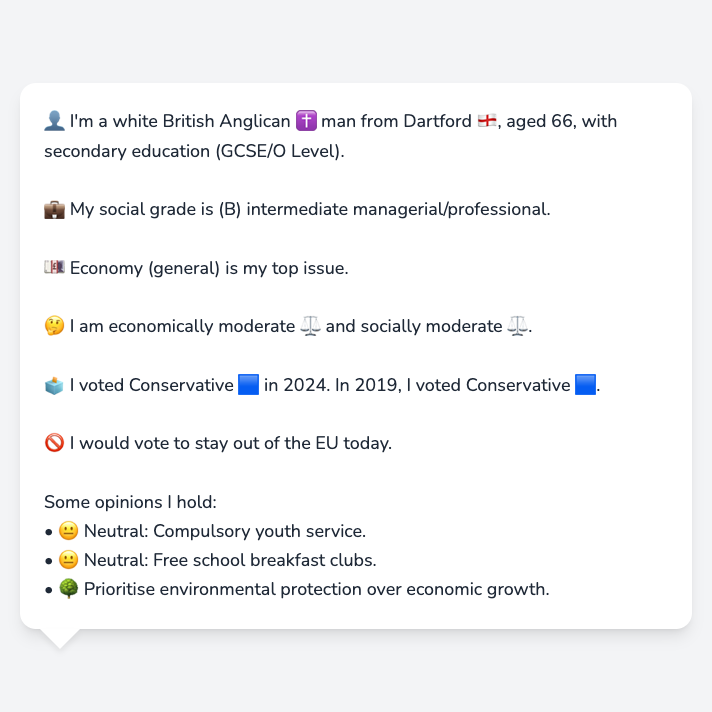 👤 I'm a white British Anglican ✝️ man from Dartford 🏴󠁧󠁢󠁥󠁮󠁧󠁿, aged 66, with
secondary education (GCSE/O Level).
💼 My social grade is (B) intermediate managerial/professional.
💷 Economy (general) is my top issue.
🤔 I am economically moderate ⚖️ and socially moderate ⚖️.
🗳️ I voted Conservative 🟦 in 2024. In 2019, I voted Conservative 🟦.
🚫 I would vote to stay out of the EU today.
Some opinions I hold:
• 😐 Neutral: Compulsory youth service.
• 😐 Neutral: Free school breakfast clubs.
• 🌳 Prioritise environmental protection over economic growth.